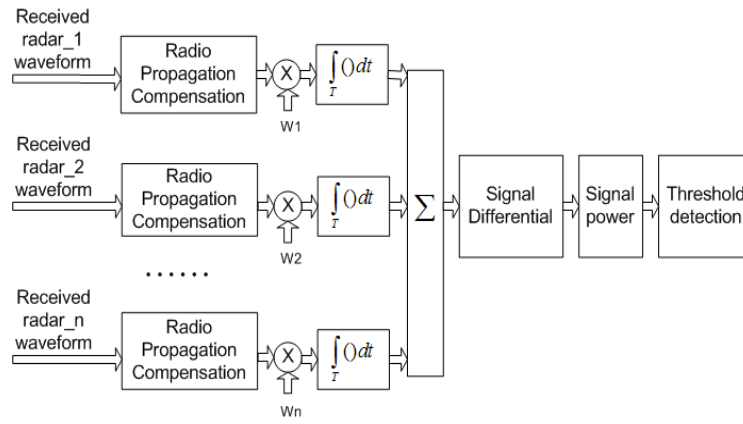 Received
radar_1
waveform
Radio
Propagation
Compensation
X
W1
∫()dt
T
Received
radar_2
waveform
Radio
Propagation
Compensation
X
W2
∫()dt
T
......
Received
radar_n
waveform
Radio
Propagation
Compensation
X
Wn
∫()dt
T
Σ
Signal
Differential
Signal
power
Threshold
detection